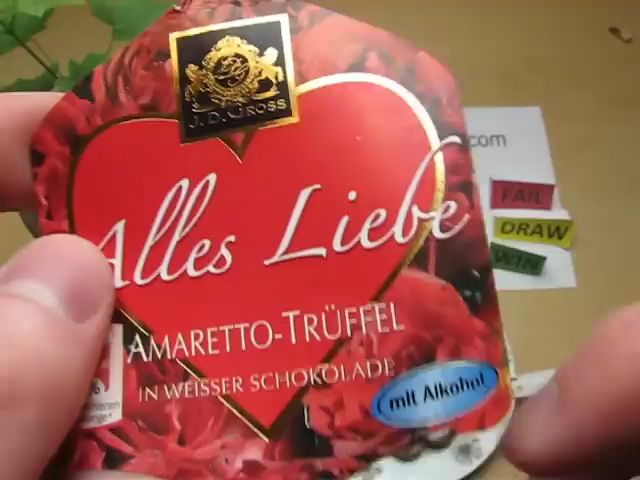 J. D. GROSS
Alles Liebe
AMARETTO-TRÜFFEL
IN WEISSER SCHOKOLADE
mit Alkohol
.com
FAIL
DRAW
WIN